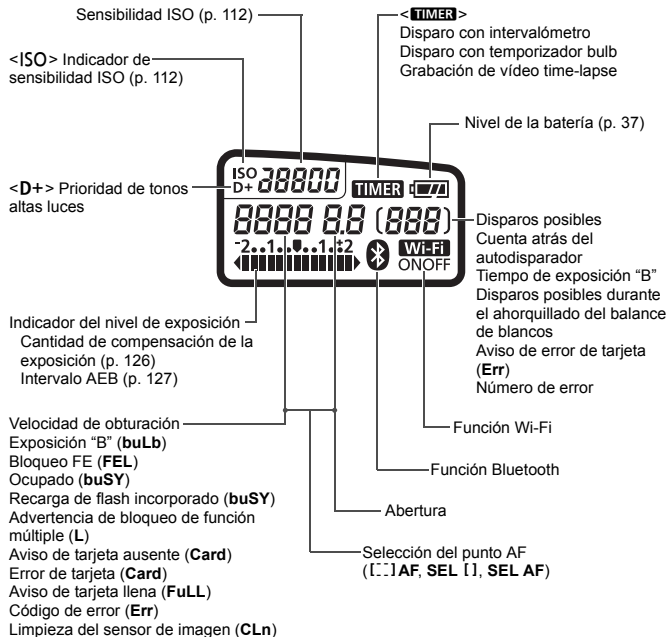 Sensibilidad ISO (p. 112)
<TIMER>
Disparo con intervalómetro
Disparo con temporizador bulb
Grabación de vídeo time-lapse
<ISO> Indicador de
sensibilidad ISO (p. 112)
Nivel de la batería (p. 37)
<D+> Prioridad de tonos
altas luces
ISO
D+ 38800 TIMER
8888 8.8 (888)
-2..1..0..1.+2
Wi-Fi
ONOFF
Disparos posibles
Cuenta atrás del
autodisparador
Tiempo de exposición “B”
Disparos posibles durante
el ahorquillado del balance
de blancos
Aviso de error de tarjeta
(Err)
Número de error
Indicador del nivel de exposición
Cantidad de compensación de la
exposición (p. 126)
Intervalo AEB (p. 127)
Velocidad de obturación
Exposición “B” (buLb)
Bloqueo FE (FEL)
Ocupado (buSY)
Recarga de flash incorporado (buSY)
Advertencia de bloqueo de función
múltiple (L)
Aviso de tarjeta ausente (Card)
Error de tarjeta (Card)
Aviso de tarjeta llena (FuLL)
Código de error (Err)
Limpieza del sensor de imagen (CLn)
Función Wi-Fi
Función Bluetooth
Abertura
Selección del punto AF
([ ] AF, SEL [ ], SEL AF)